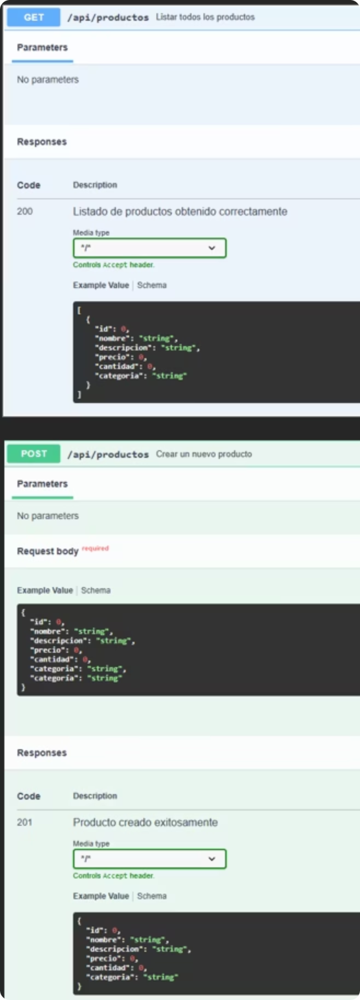 GET /api/productos Listar todos los productos
Parameters
No parameters
Responses
Code Description
200 Listado de productos obtenido correctamente
Media type
*/*
Controls Accept header.
Example Value | Schema
[
{
"id": 0,
"nombre": "string",
"descripcion": "string",
"precio": 0,
"cantidad": 0,
"categoria": "string"
}
]
POST /api/productos Crear un nuevo producto
Parameters
No parameters
Request body required
Example Value | Schema
{
"id": 0,
"nombre": "string",
"descripcion": "string",
"precio": 0,
"cantidad": 0,
"categoria": "string",
"categoría": "string"
}
Responses
Code Description
201 Producto creado exitosamente
Media type
*/*
Controls Accept header.
Example Value | Schema
{
"id": 0,
"nombre": "string",
"descripcion": "string",
"precio": 0,
"cantidad": 0,
"categoria": "string"
}